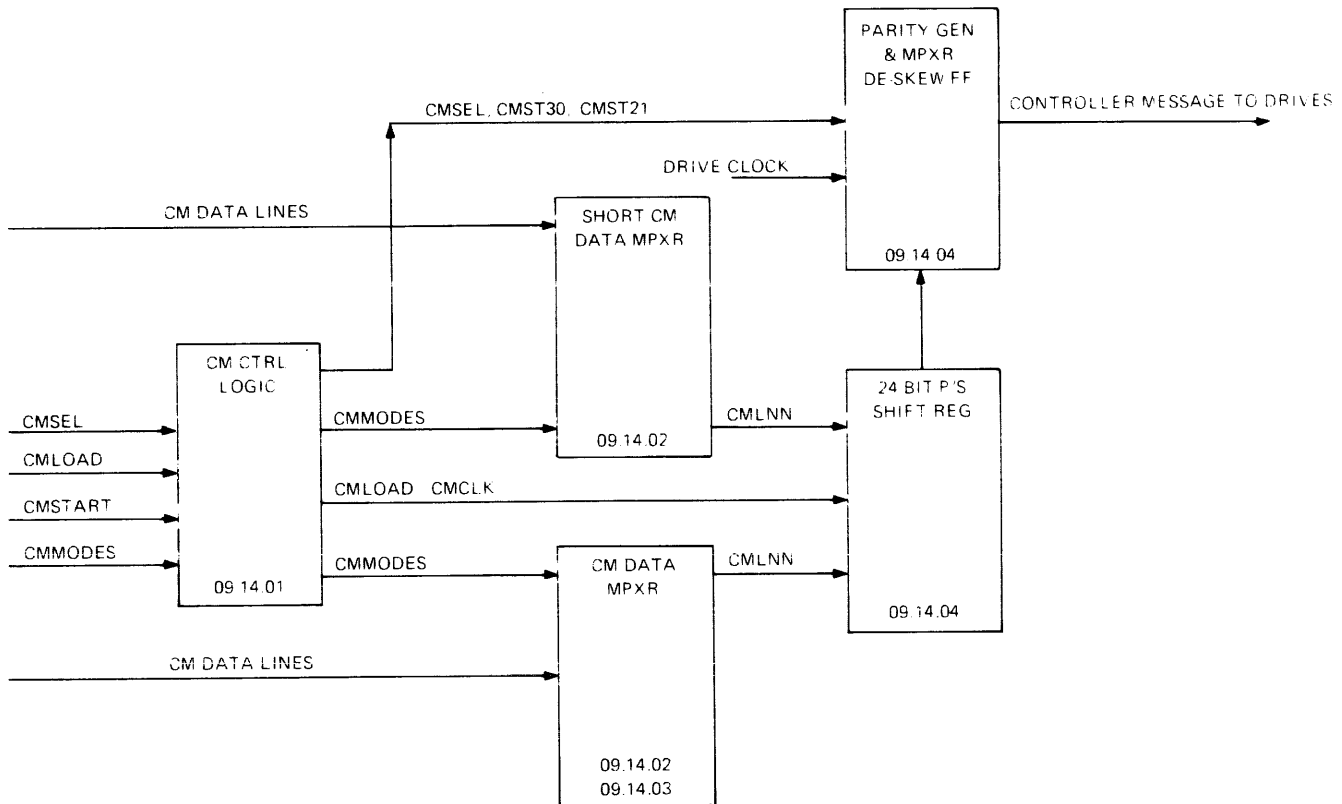 PARITY GEN
& MPXR
DE-SKEW FF
09.14 04
CMSEL, CMST30, CMST21
CONTROLLER MESSAGE TO DRIVES
DRIVE CLOCK
CM DATA LINES
SHORT CM
DATA MPXR
09.14.02
CM CTRL
LOGIC
09.14.01
CMSEL
CMLOAD
CMSTART
CMMODES
CMMODES
CMLNN
24 BIT P'S
SHIFT REG
09.14.04
CMLOAD CMCLK
CMMODES
CM DATA
MPXR
09.14.02
09.14.03
CMLNN
CM DATA LINES